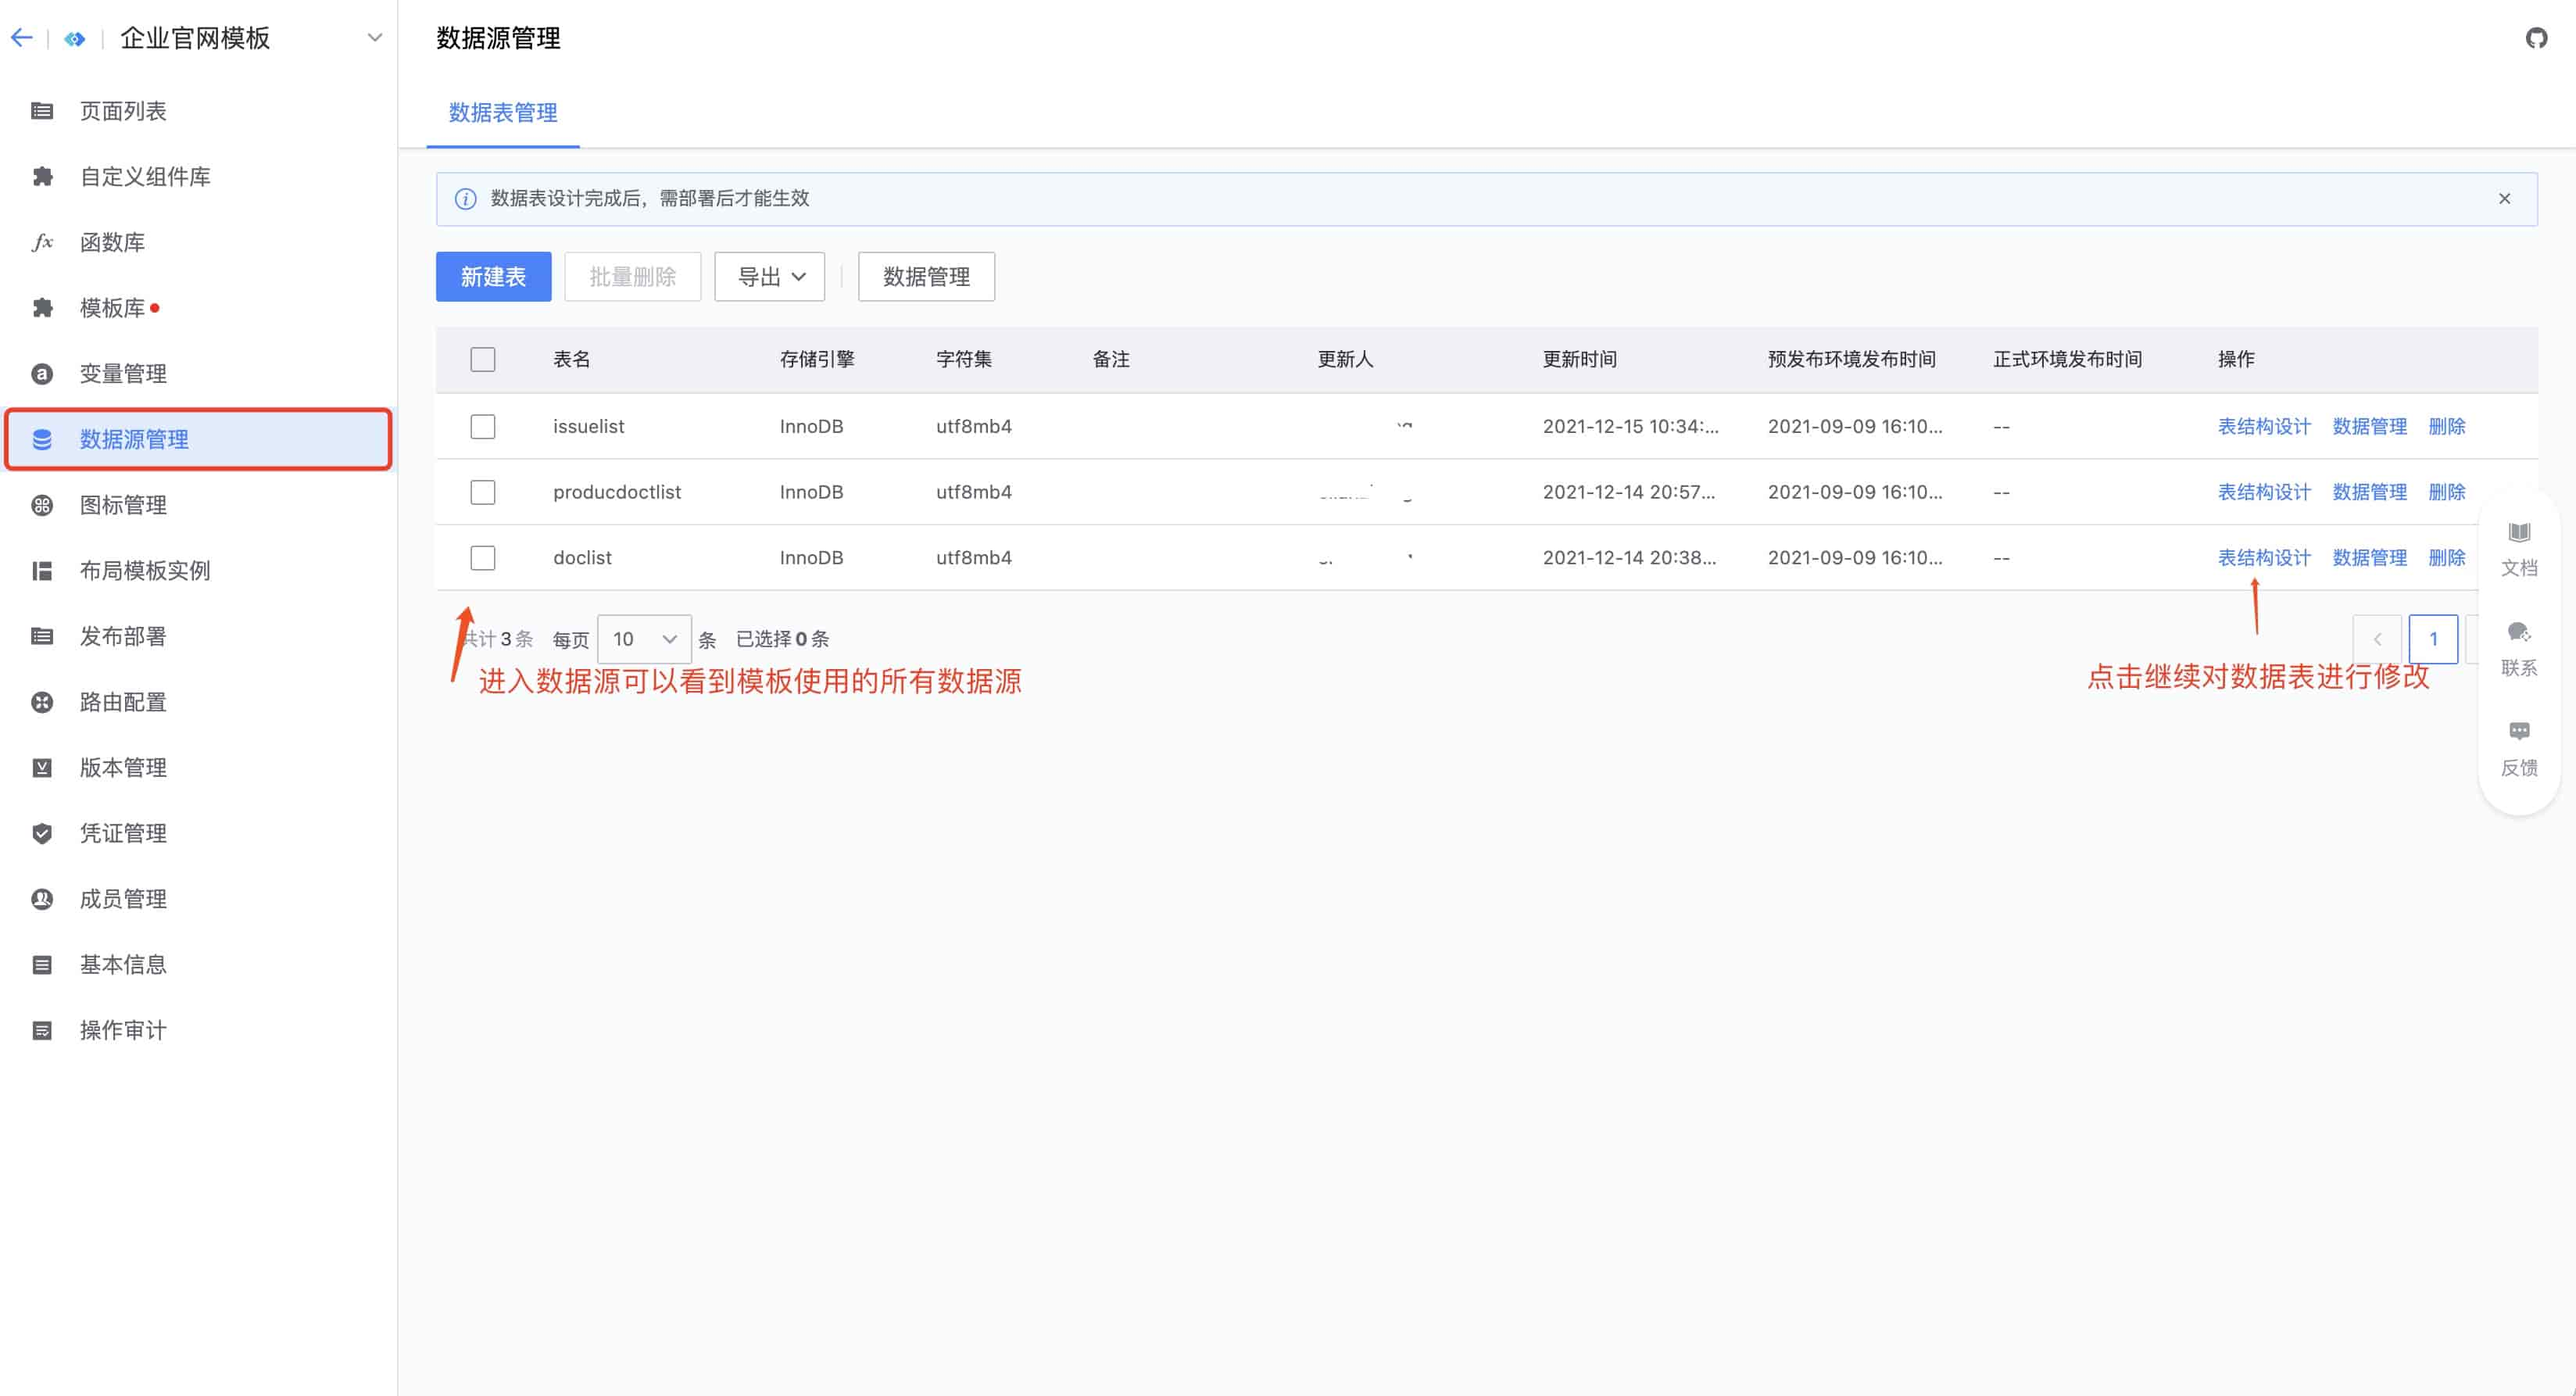 企业官网模板
页面列表
自定义组件库
函数库
模板库
变量管理
数据源管理
图标管理
布局模板实例
发布部署
路由配置
版本管理
凭证管理
成员管理
基本信息
操作审计
数据源管理
数据表管理
数据表设计完成后，需部署后才能生效
新建表 批量删除 导出 数据管理
表名 存储引擎 字符集 备注 更新人 更新时间 预发布环境发布时间 正式环境发布时间 操作
issuelist InnoDB utf8mb4 2021-12-15 10:34:... 2021-09-09 16:10... -- 表结构设计 数据管理 删除
producdoctlist InnoDB utf8mb4 2021-12-14 20:57... 2021-09-09 16:10... -- 表结构设计 数据管理 删除
doclist InnoDB utf8mb4 2021-12-14 20:38... 2021-09-09 16:10... -- 表结构设计 数据管理 删除
共计 3 条 每页 10 条 已选择 0 条 1
进入数据源可以看到模板使用的所有数据源
点击继续对数据表进行修改
文档
联系
反馈